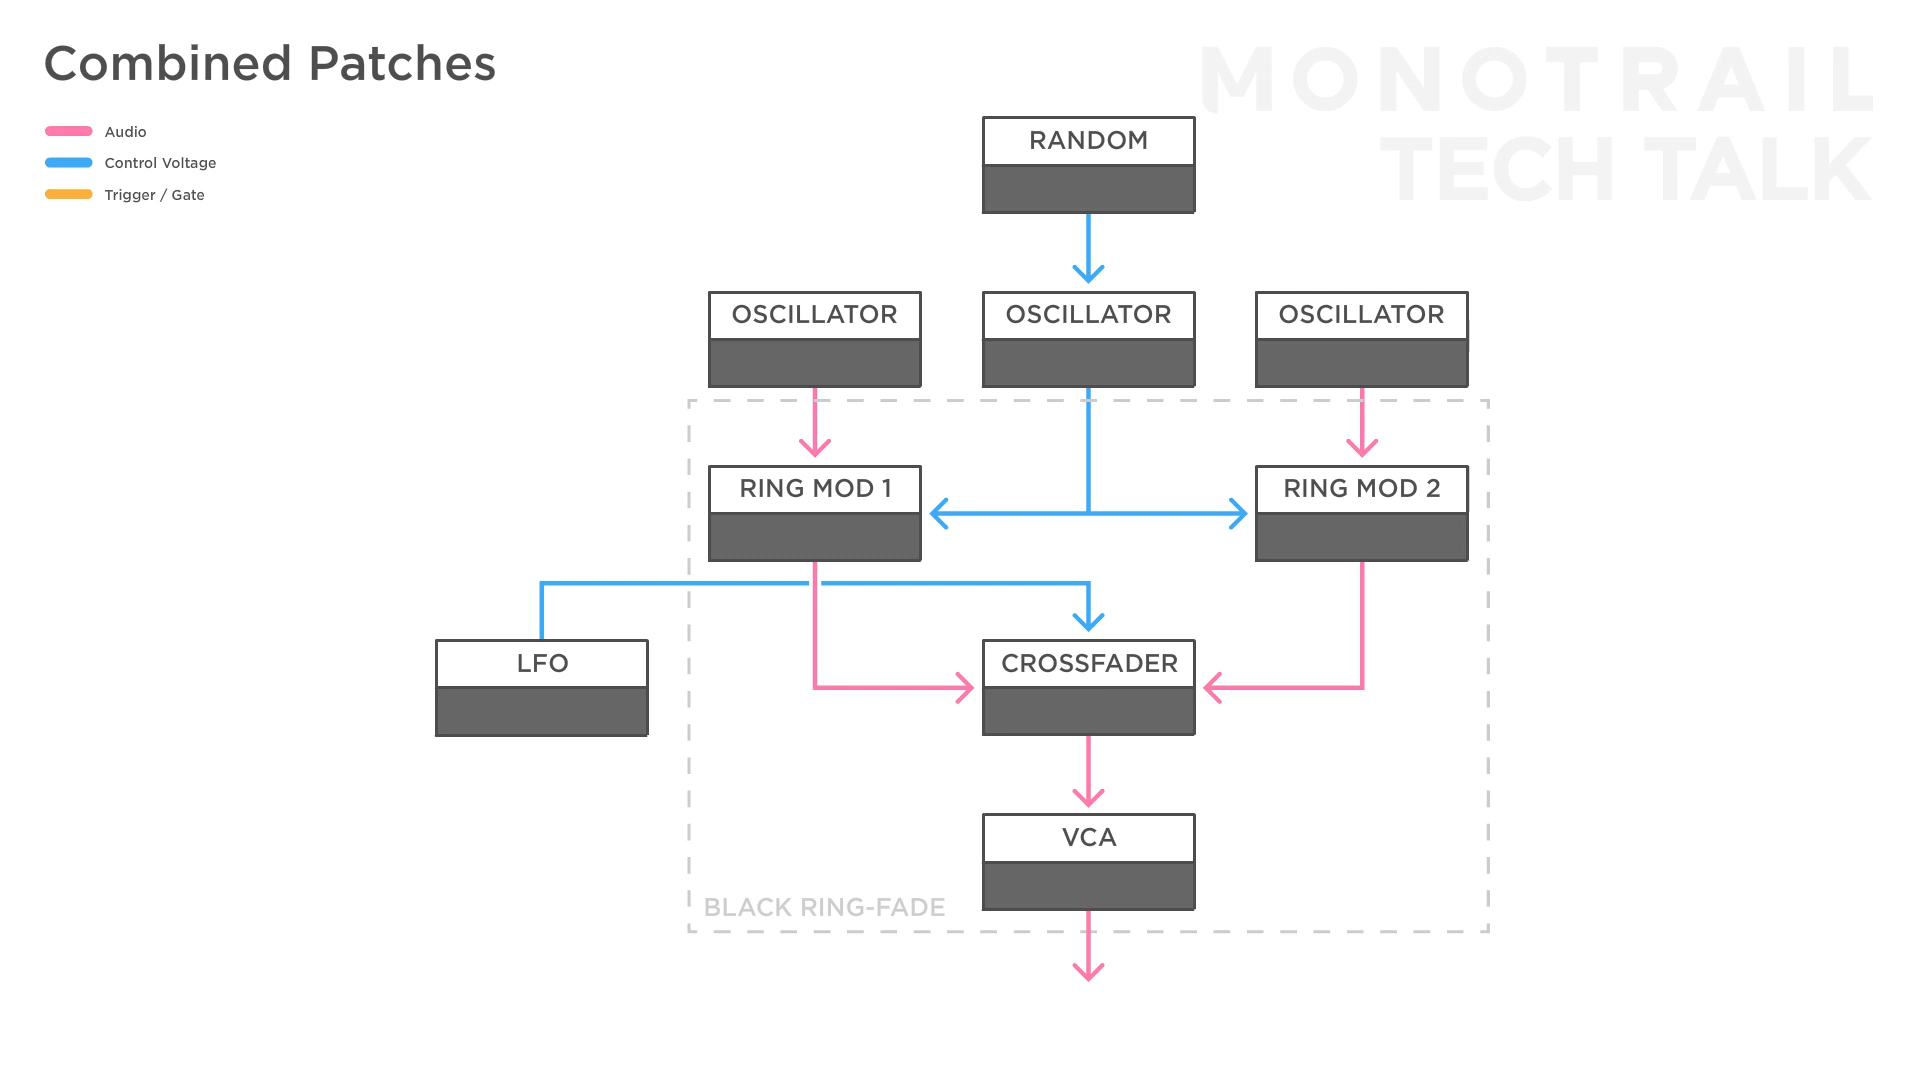 Combined Patches
MONOTRAIL
TECH TALK
Audio
Control Voltage
Trigger / Gate
RANDOM
OSCILLATOR
OSCILLATOR
OSCILLATOR
RING MOD 1
RING MOD 2
LFO
CROSSFADER
VCA
BLACK RING-FADE